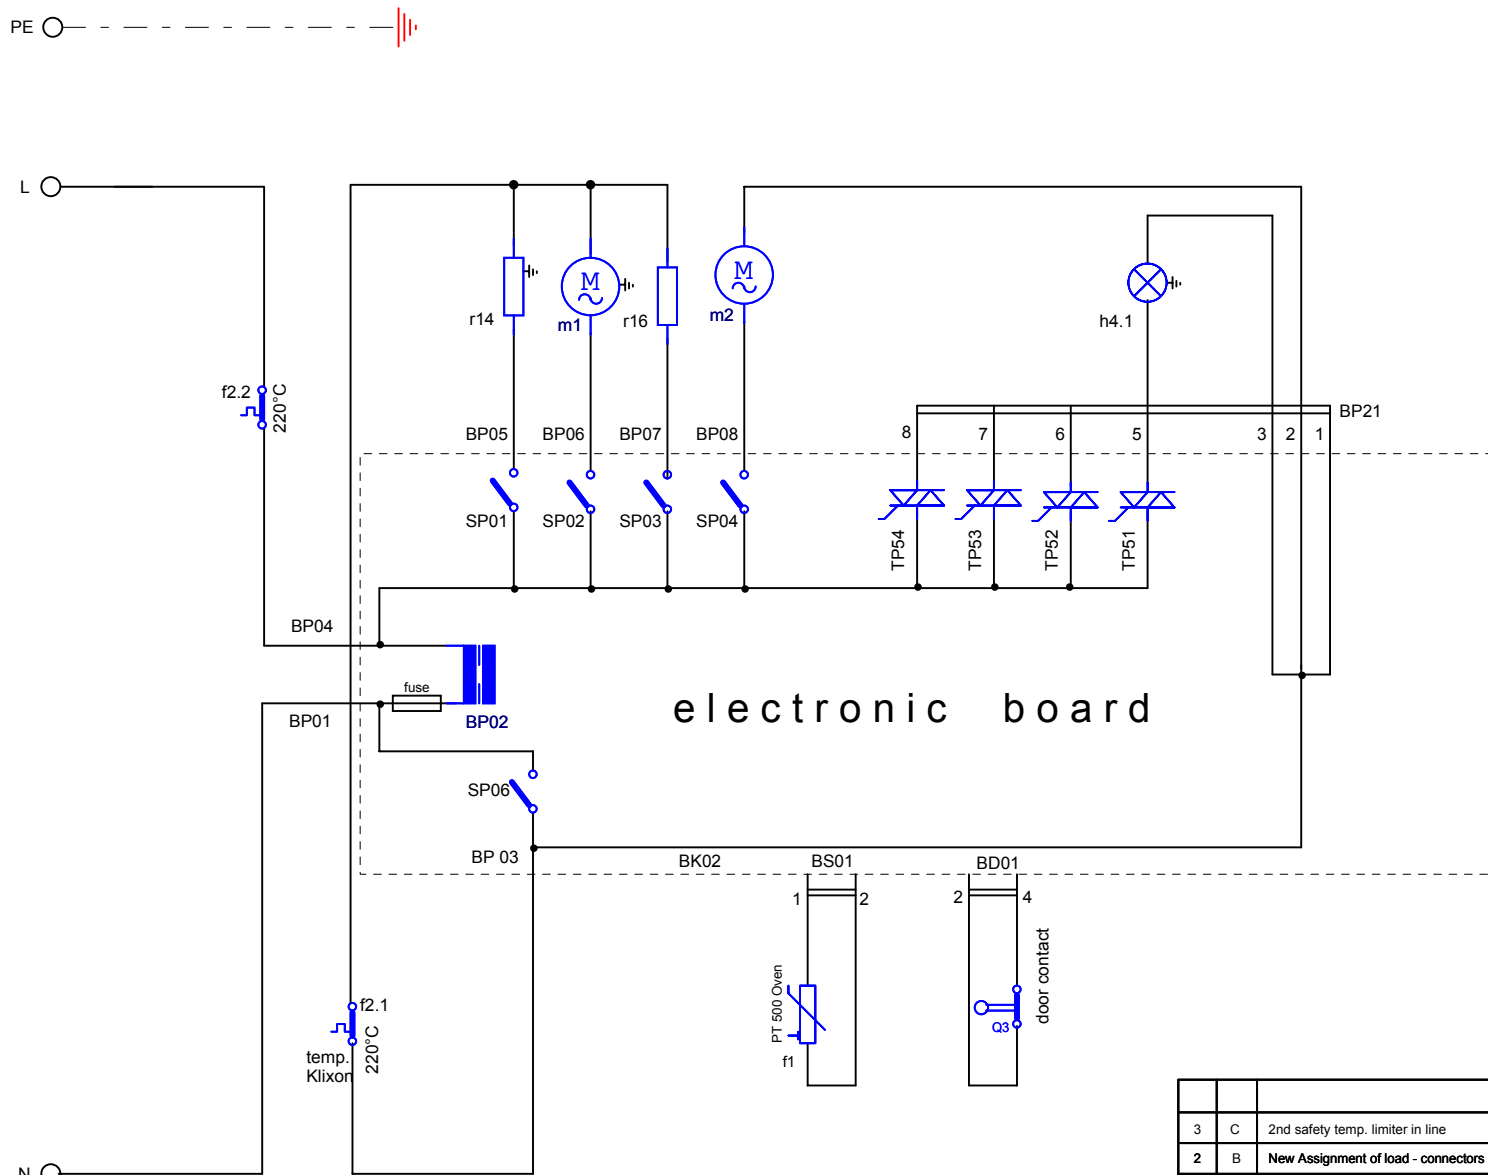 PE
L
r14
M
m1
r16
M
m2
h4.1
f2.2
220°C
BP21
BP05
BP06
BP07
BP08
8
7
6
5
3
2
1
SP01
SP02
SP03
SP04
TP54
TP53
TP52
TP51
BP04
fuse
BP01
BP02
electronic board
SP06
BP 03
BK02
BS01
BD01
1
2
2
4
PT 500 Oven
f1
door contact
Q3
f2.1
220°C
temp.
Klixon
3 C 2nd safety temp. limiter in line
2 B New Assignment of load - connectors
N